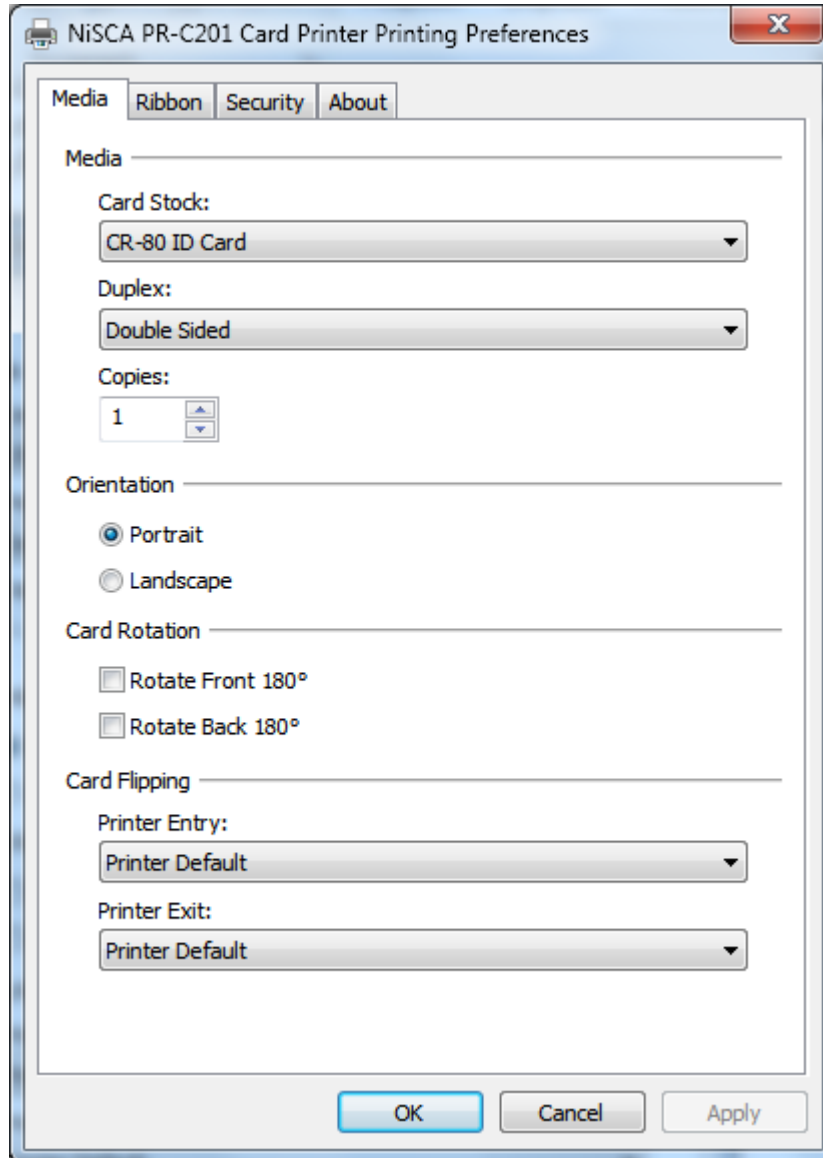 NiSCA PR-C201 Card Printer Printing Preferences
Media Ribbon Security About
Media
Card Stock:
CR-80 ID Card
Duplex:
Double Sided
Copies:
1
Orientation
Portrait
Landscape
Card Rotation
Rotate Front 180°
Rotate Back 180°
Card Flipping
Printer Entry:
Printer Default
Printer Exit:
Printer Default
OK Cancel Apply